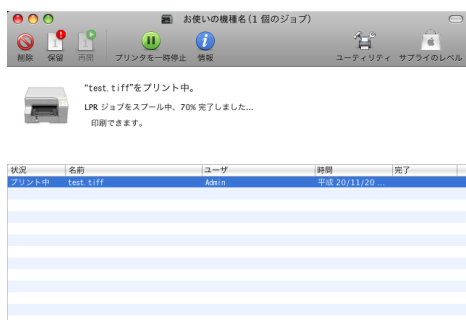 お使いの機種名 (1 個のジョブ)
削除 保留 再開 プリンタを一時停止 情報 ユーティリティ サプライのレベル
"test.tiff"をプリント中。
LPR ジョブをスプール中、70% 完了しました...
印刷できます。
状況 名前 ユーザ 時間 完了
プリント中 test.tiff Admin 平成 20/11/20 ...